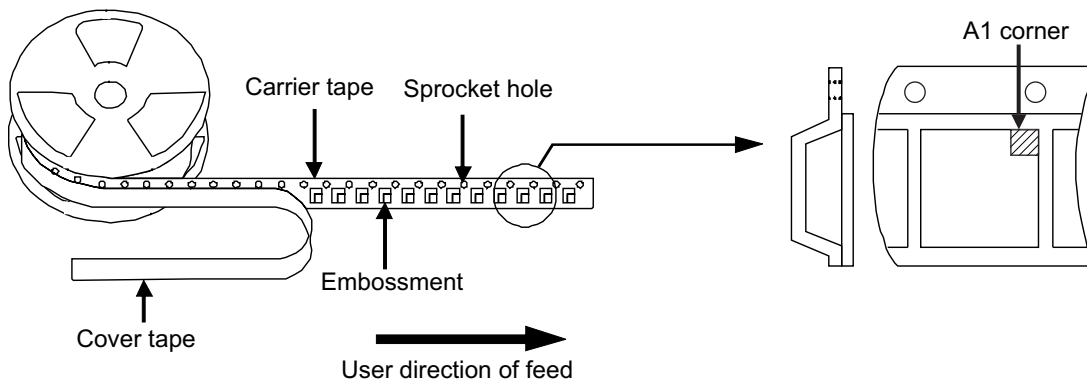 A1 corner
Carrier tape
Sprocket hole
Embossment
Cover tape
User direction of feed